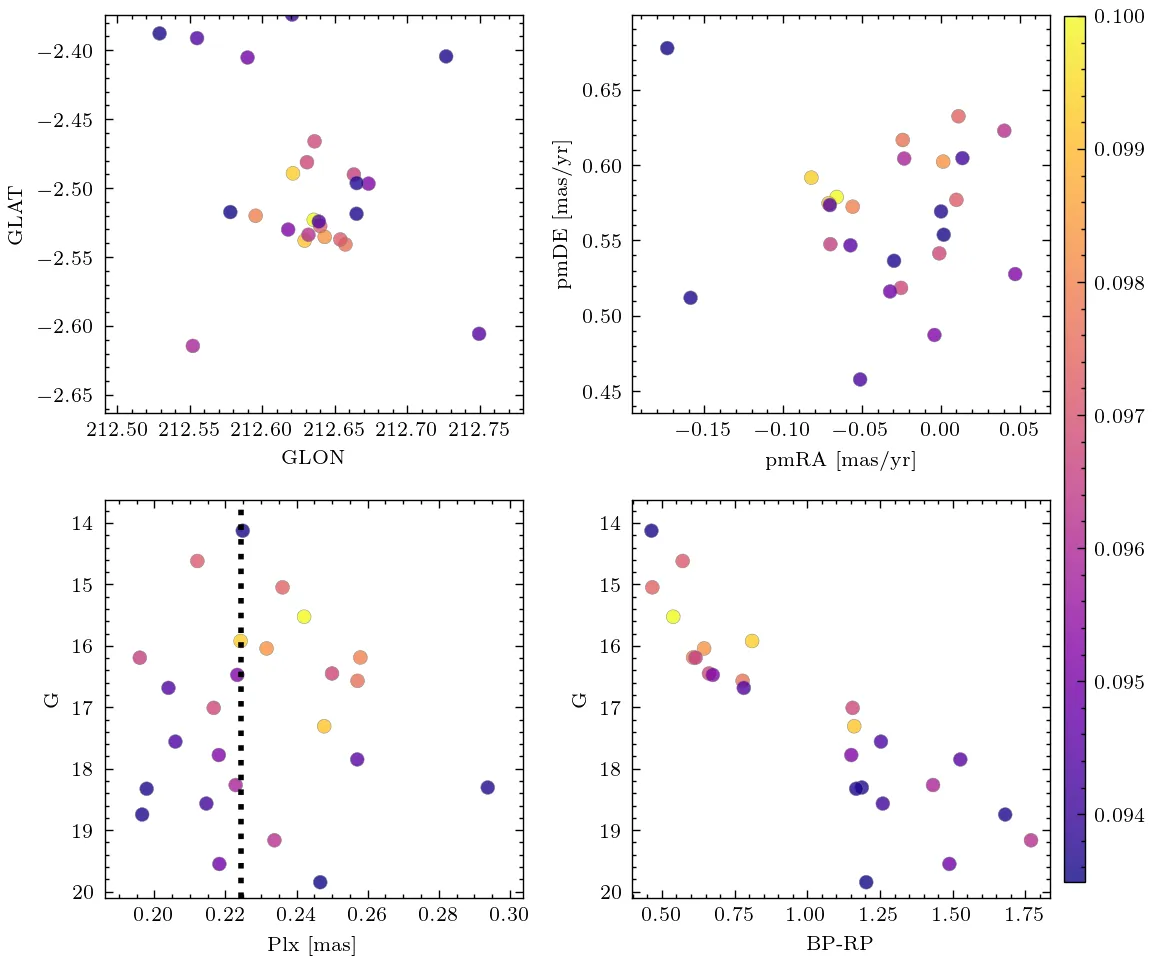 −2.40
−2.45
−2.50
−2.55
−2.60
−2.65
GLAT
212.50 212.55 212.60 212.65 212.70 212.75
GLON
0.65
0.60
0.55
0.50
0.45
pmDE [mas/yr]
−0.15 −0.10 −0.05 0.00 0.05
pmRA [mas/yr]
0.100
0.099
0.098
0.097
0.096
0.095
0.094
14
15
16
17
18
19
20
G
0.20 0.22 0.24 0.26 0.28 0.30
Plx [mas]
14
15
16
17
18
19
20
G
0.50 0.75 1.00 1.25 1.50 1.75
BP-RP